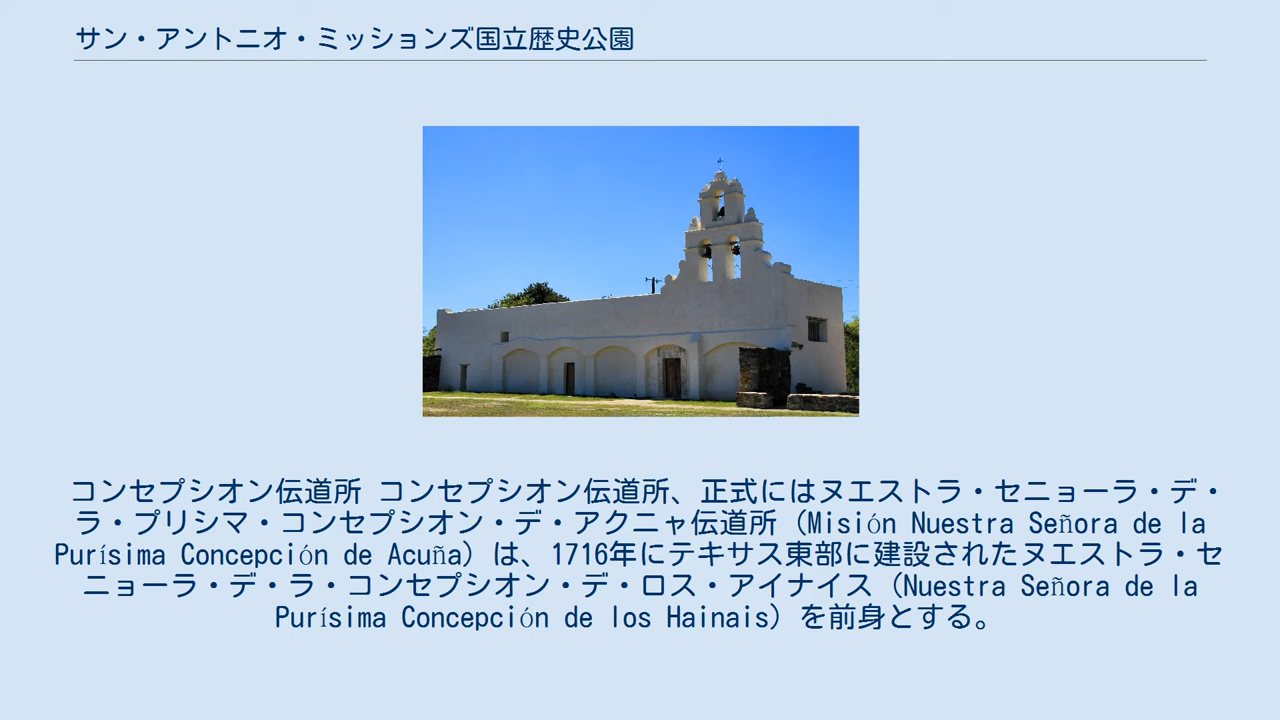 サン・アントニオ・ミッションズ国立歴史公園
コンセプシオン伝道所 コンセプシオン伝道所、正式にはヌエストラ・セニョーラ・デ・
ラ・プリシマ・コンセプシオン・デ・アクニャ伝道所（Misión Nuestra Señora de la
Purísima Concepción de Acuña）は、1716年にテキサス東部に建設されたヌエストラ・セ
ニョーラ・デ・ラ・コンセプシオン・デ・ロス・アイナイス（Nuestra Señora de la
Purísima Concepción de los Hainais）を前身とする。